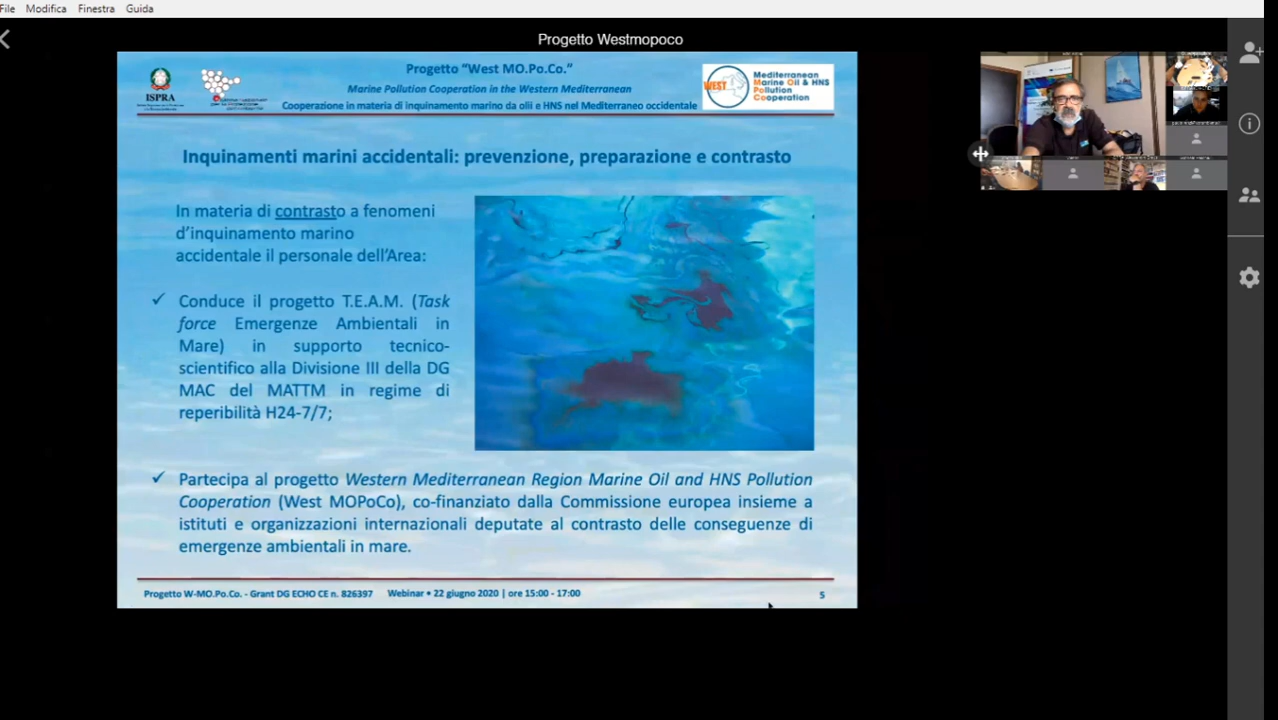 File Modifica Finestra Guida
Progetto Westmopoco
Progetto "West MO.Po.Co."
Marine Pollution Cooperation in the Western Mediterranean
Cooperazione in materia di inquinamento marino da olii e HNS nel Mediterraneo occidentale
ISPRA
WEST
Mediterranean
Marine Oil & HNS
Pollution
Cooperation
Inquinamenti marini accidentali: prevenzione, preparazione e contrasto
In materia di contrasto a fenomeni
d'inquinamento marino
accidentale il personale dell'Area:
✓ Conduce il progetto T.E.A.M. (Task
force Emergenze Ambientali in
Mare) in supporto tecnico-
scientifico alla Divisione III della DG
MAC del MATTM in regime di
reperibilità H24-7/7;
✓ Partecipa al progetto Western Mediterranean Region Marine Oil and HNS Pollution
Cooperation (West MOPoCo), co-finanziato dalla Commissione europea insieme a
istituti e organizzazioni internazionali deputate al contrasto delle conseguenze di
emergenze ambientali in mare.
Progetto W-MO.Po.Co. - Grant DG ECHO CE n. 826397 Webinar • 22 giugno 2020 | ore 15:00 - 17:00 5